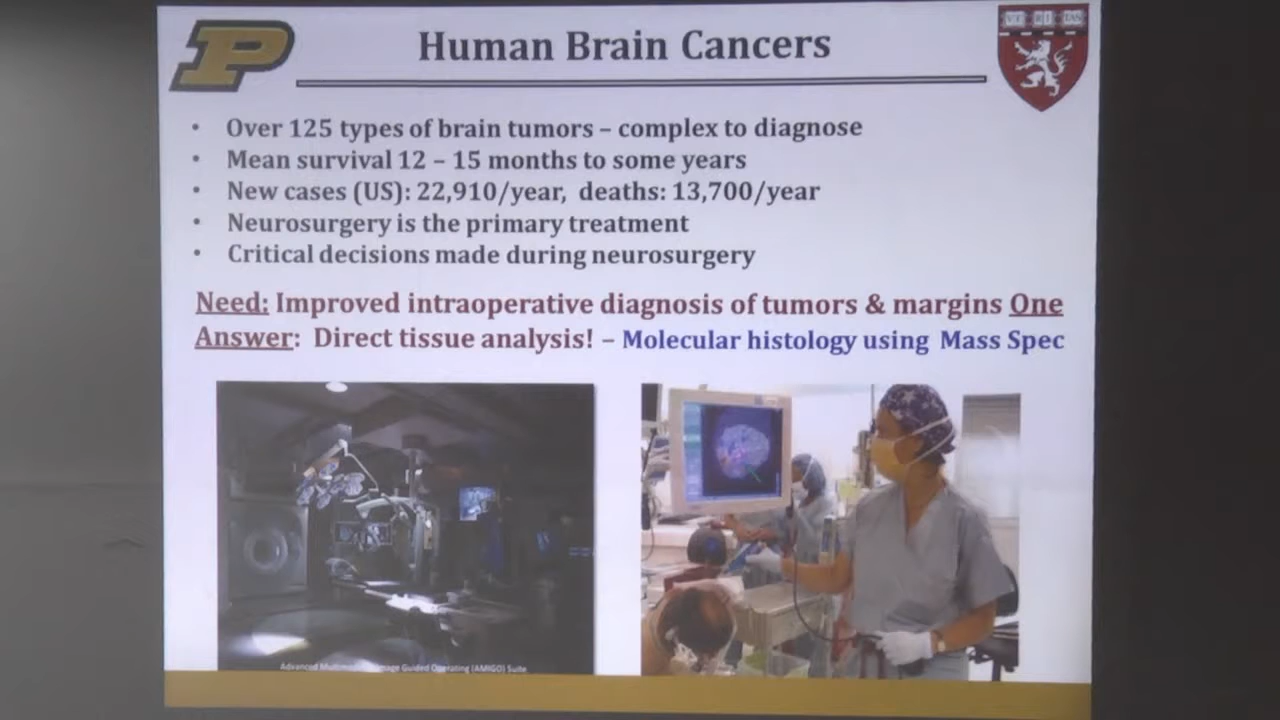 P
Human Brain Cancers
VE RI TAS
• Over 125 types of brain tumors – complex to diagnose
• Mean survival 12 – 15 months to some years
• New cases (US): 22,910/year, deaths: 13,700/year
• Neurosurgery is the primary treatment
• Critical decisions made during neurosurgery
Need: Improved intraoperative diagnosis of tumors & margins One
Answer: Direct tissue analysis! – Molecular histology using Mass Spec
Advanced Guided Operating (AMIGO) Suite